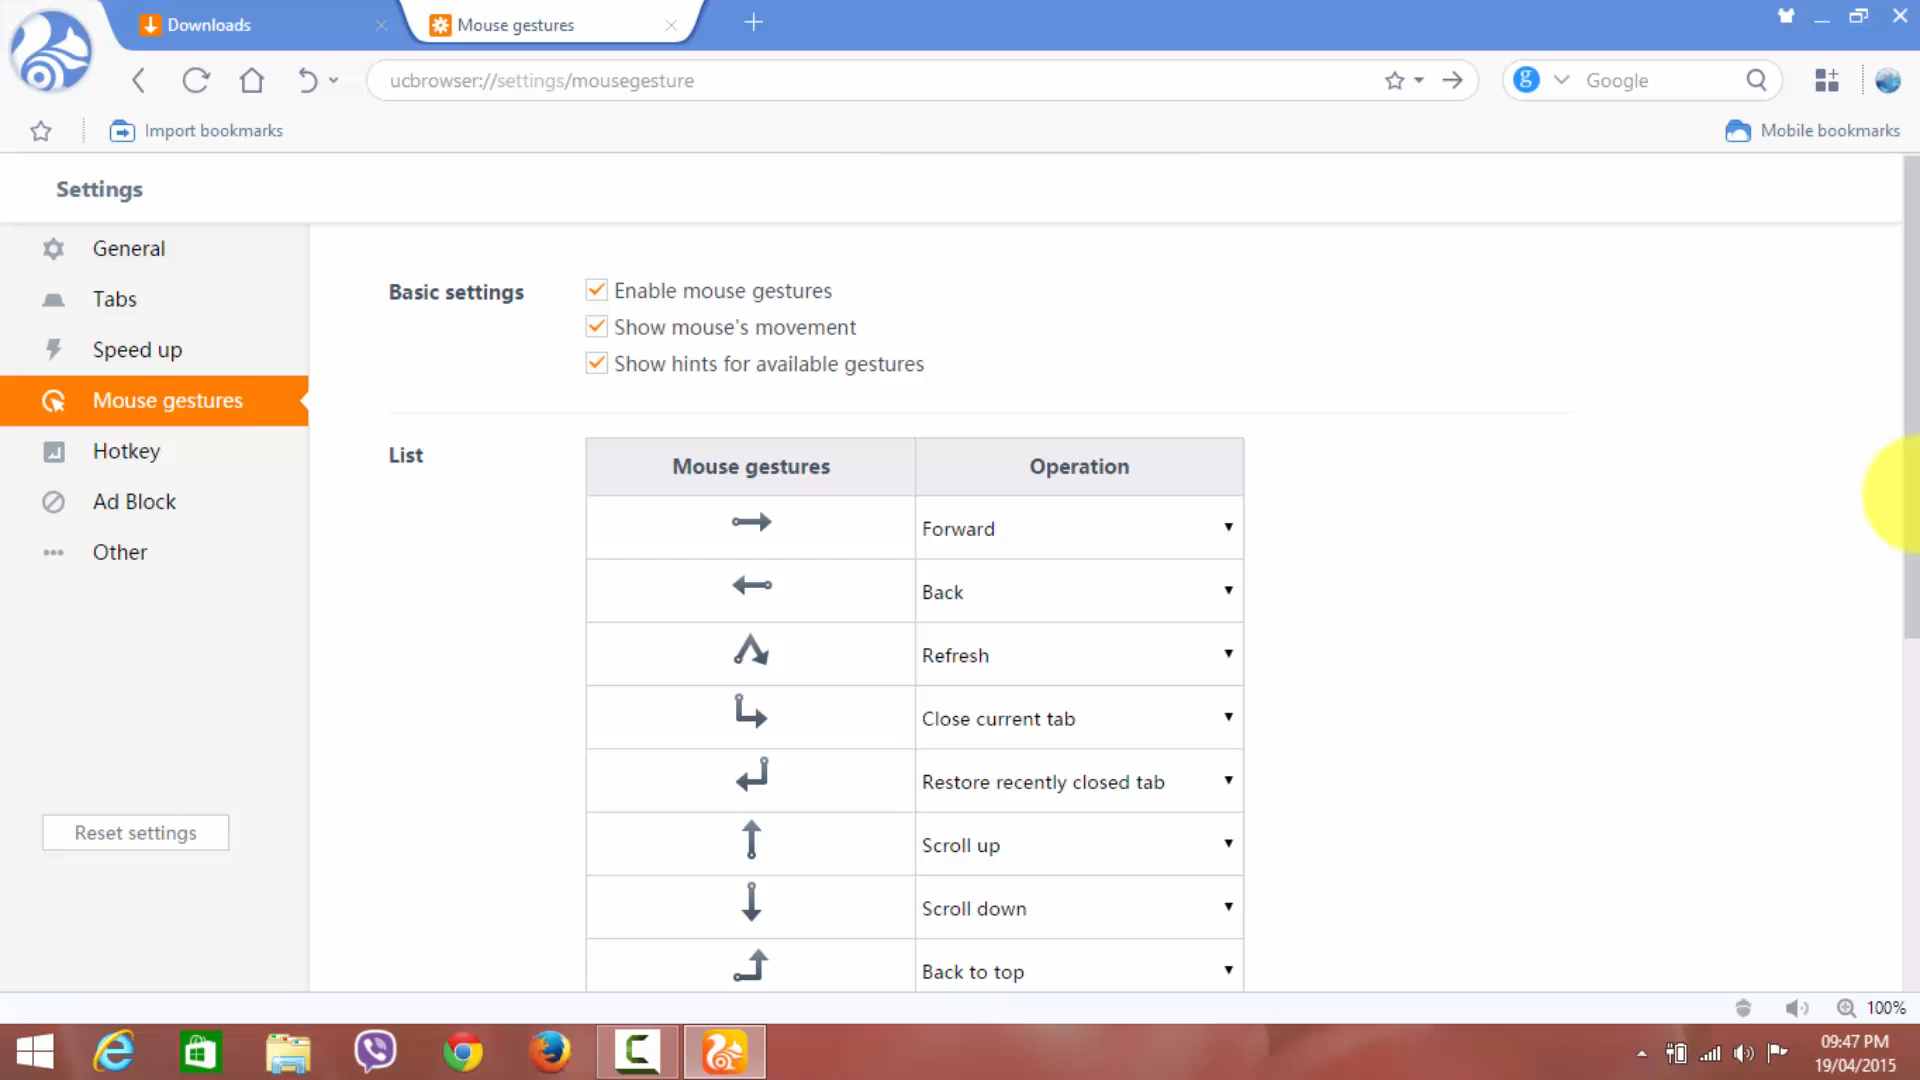 Downloads
Mouse gestures
ucbrowser://settings/mousegesture
Google
Import bookmarks
Mobile bookmarks
Settings
General
Tabs
Speed up
Mouse gestures
Hotkey
Ad Block
Other
Reset settings
Basic settings
Enable mouse gestures
Show mouse's movement
Show hints for available gestures
List
Mouse gestures
Operation
Forward
Back
Refresh
Close current tab
Restore recently closed tab
Scroll up
Scroll down
Back to top
100%
09:47 PM
19/04/2015